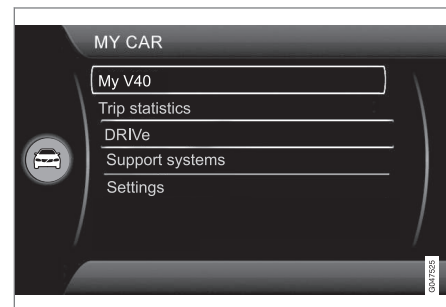 MY CAR
My V40
Trip statistics
DRIVe
Support systems
Settings
G047525